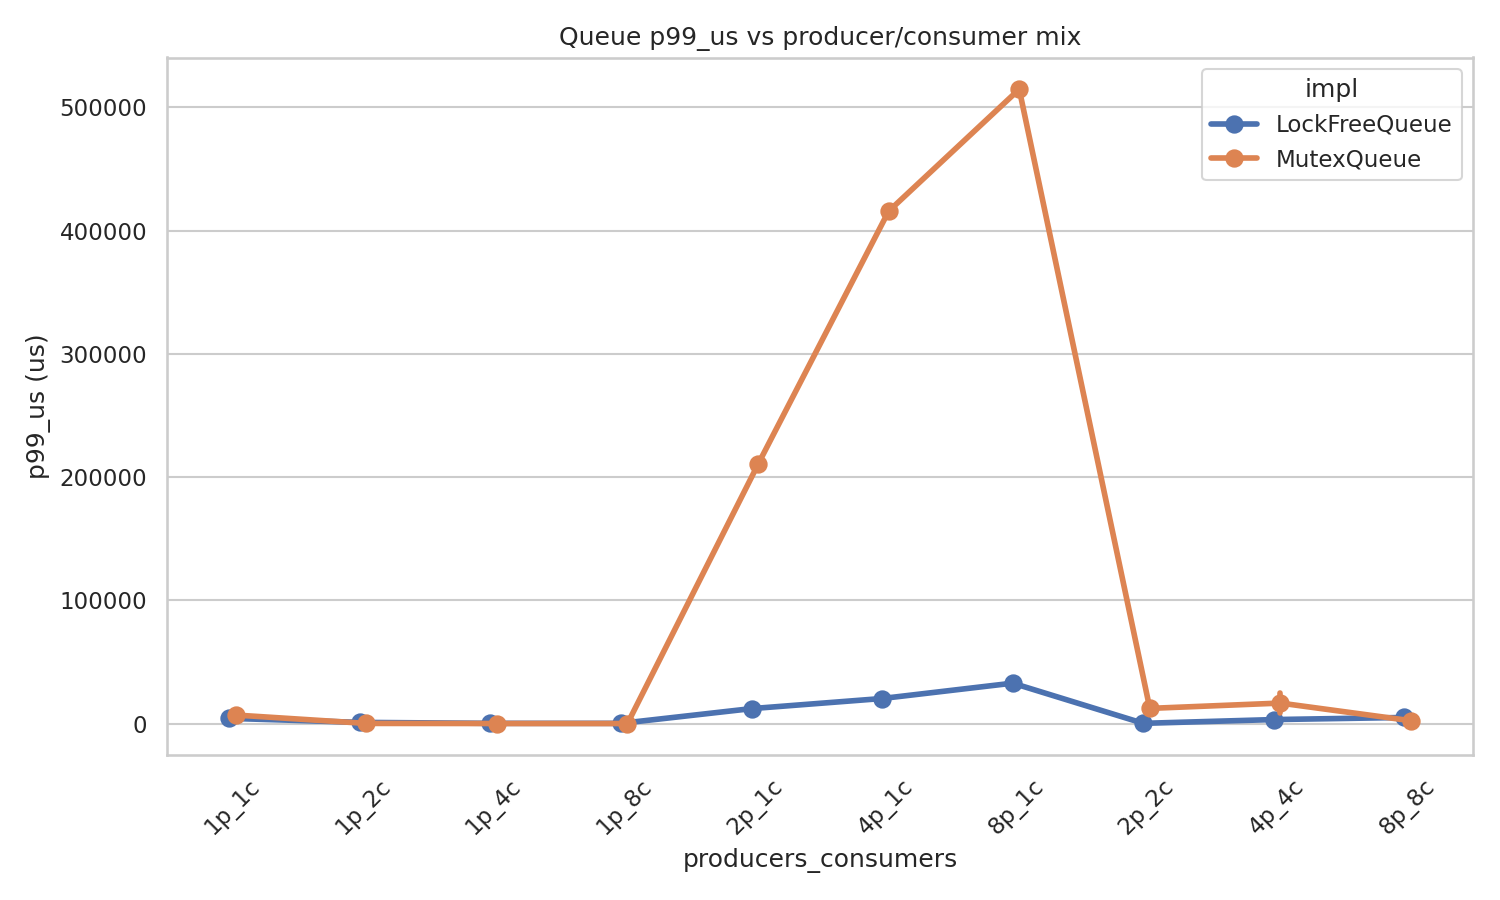 Queue p99_us vs producer/consumer mix
impl
LockFreeQueue
MutexQueue
p99_us (us)
500000
400000
300000
200000
100000
0
1p_1c
1p_2c
1p_4c
1p_8c
2p_1c
4p_1c
8p_1c
2p_2c
4p_4c
8p_8c
producers_consumers